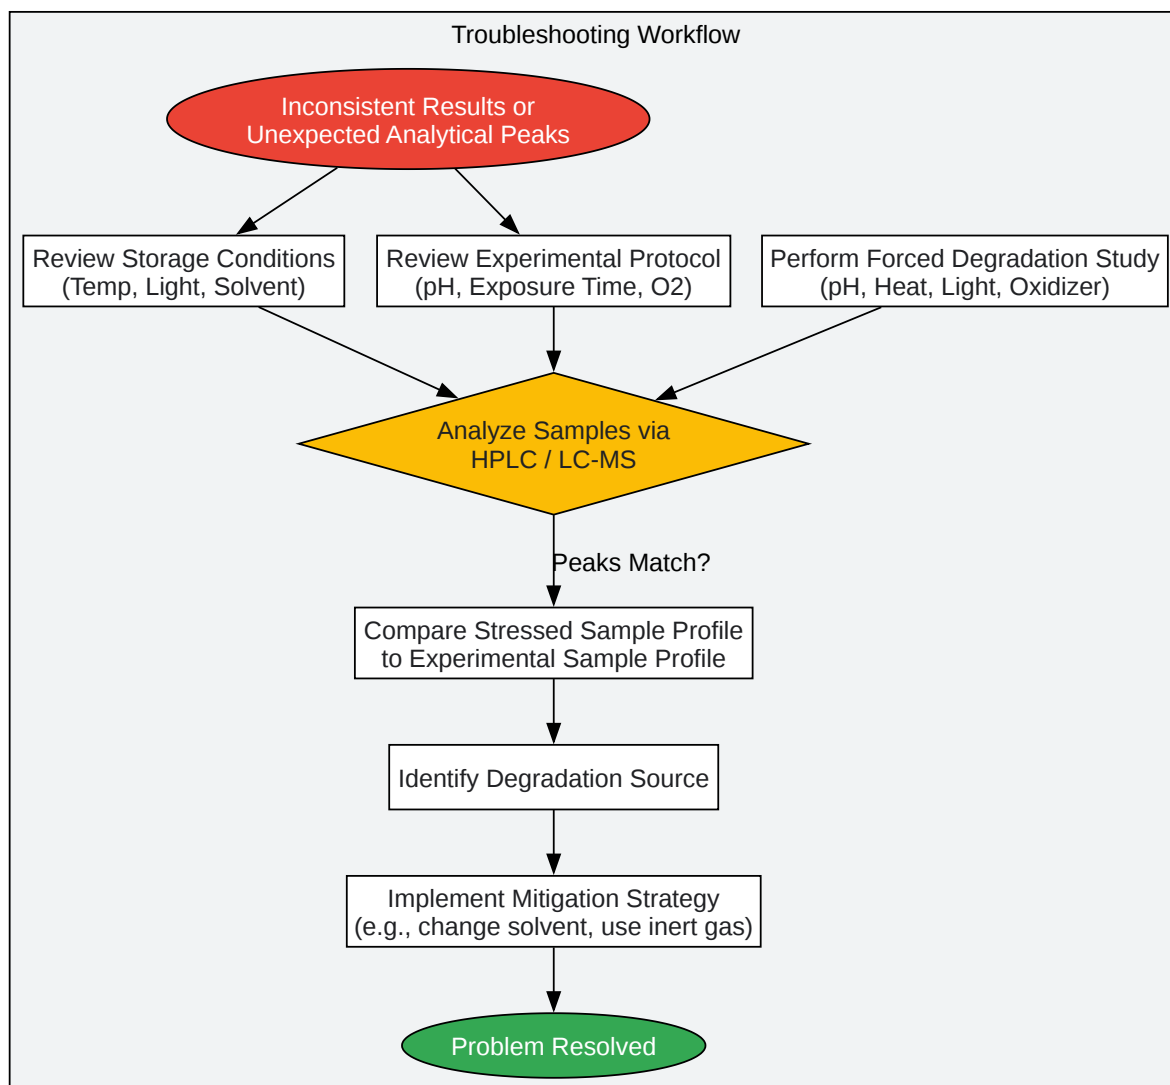 Troubleshooting Workflow
Inconsistent Results or
Unexpected Analytical Peaks
Review Storage Conditions
(Temp, Light, Solvent)
Review Experimental Protocol
(pH, Exposure Time, O2)
Perform Forced Degradation Study
(pH, Heat, Light, Oxidizer)
Analyze Samples via
HPLC / LC-MS
Peaks Match?
Compare Stressed Sample Profile
to Experimental Sample Profile
Identify Degradation Source
Implement Mitigation Strategy
(e.g., change solvent, use inert gas)
Problem Resolved